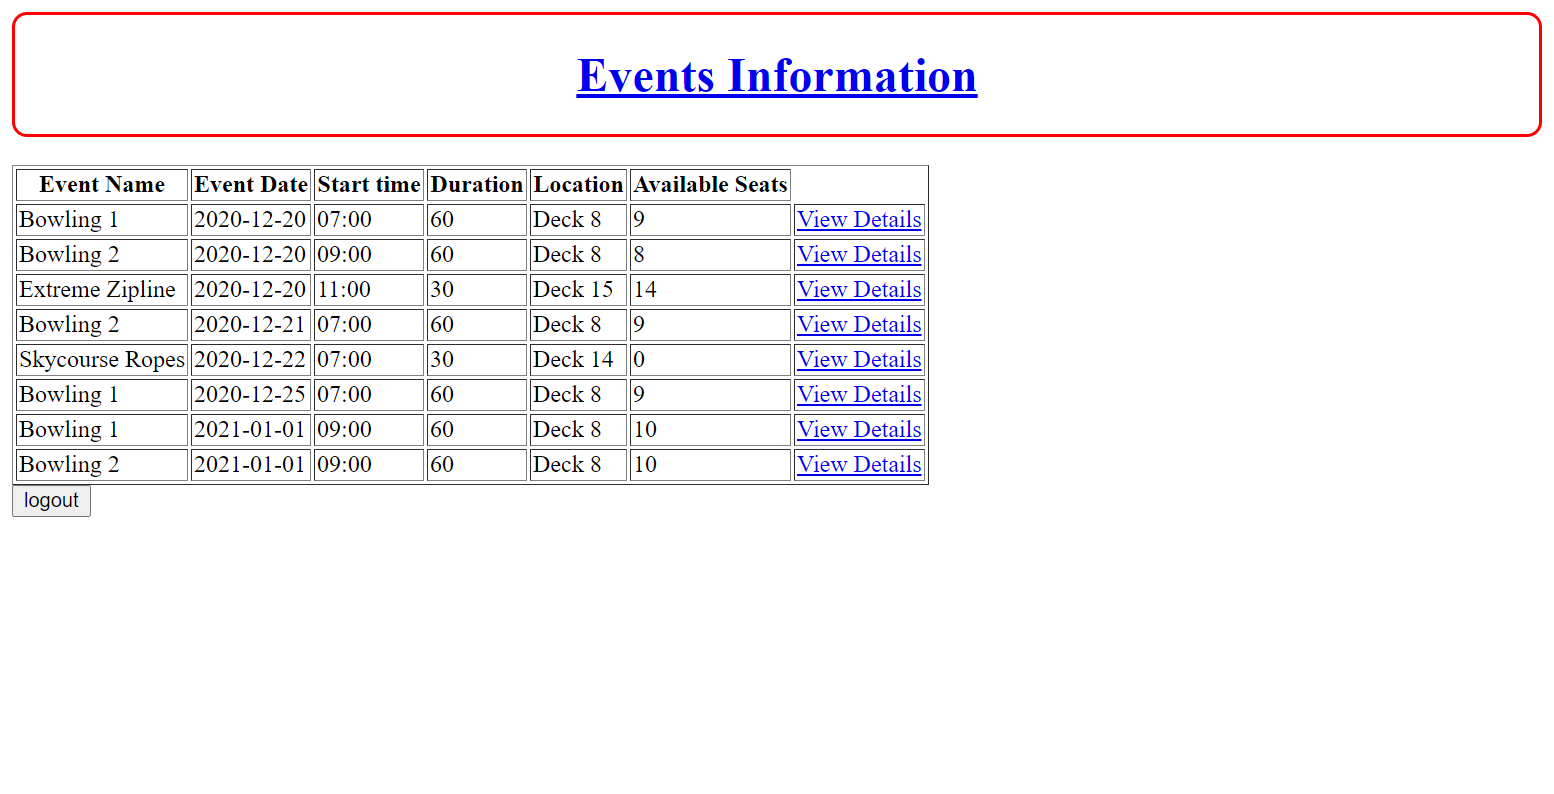 Events Information
Event Name Event Date Start time Duration Location Available Seats
Bowling 1 2020-12-20 07:00 60 Deck 8 9 View Details
Bowling 2 2020-12-20 09:00 60 Deck 8 8 View Details
Extreme Zipline 2020-12-20 11:00 30 Deck 15 14 View Details
Bowling 2 2020-12-21 07:00 60 Deck 8 9 View Details
Skycourse Ropes 2020-12-22 07:00 30 Deck 14 0 View Details
Bowling 1 2020-12-25 07:00 60 Deck 8 9 View Details
Bowling 1 2021-01-01 09:00 60 Deck 8 10 View Details
Bowling 2 2021-01-01 09:00 60 Deck 8 10 View Details
logout